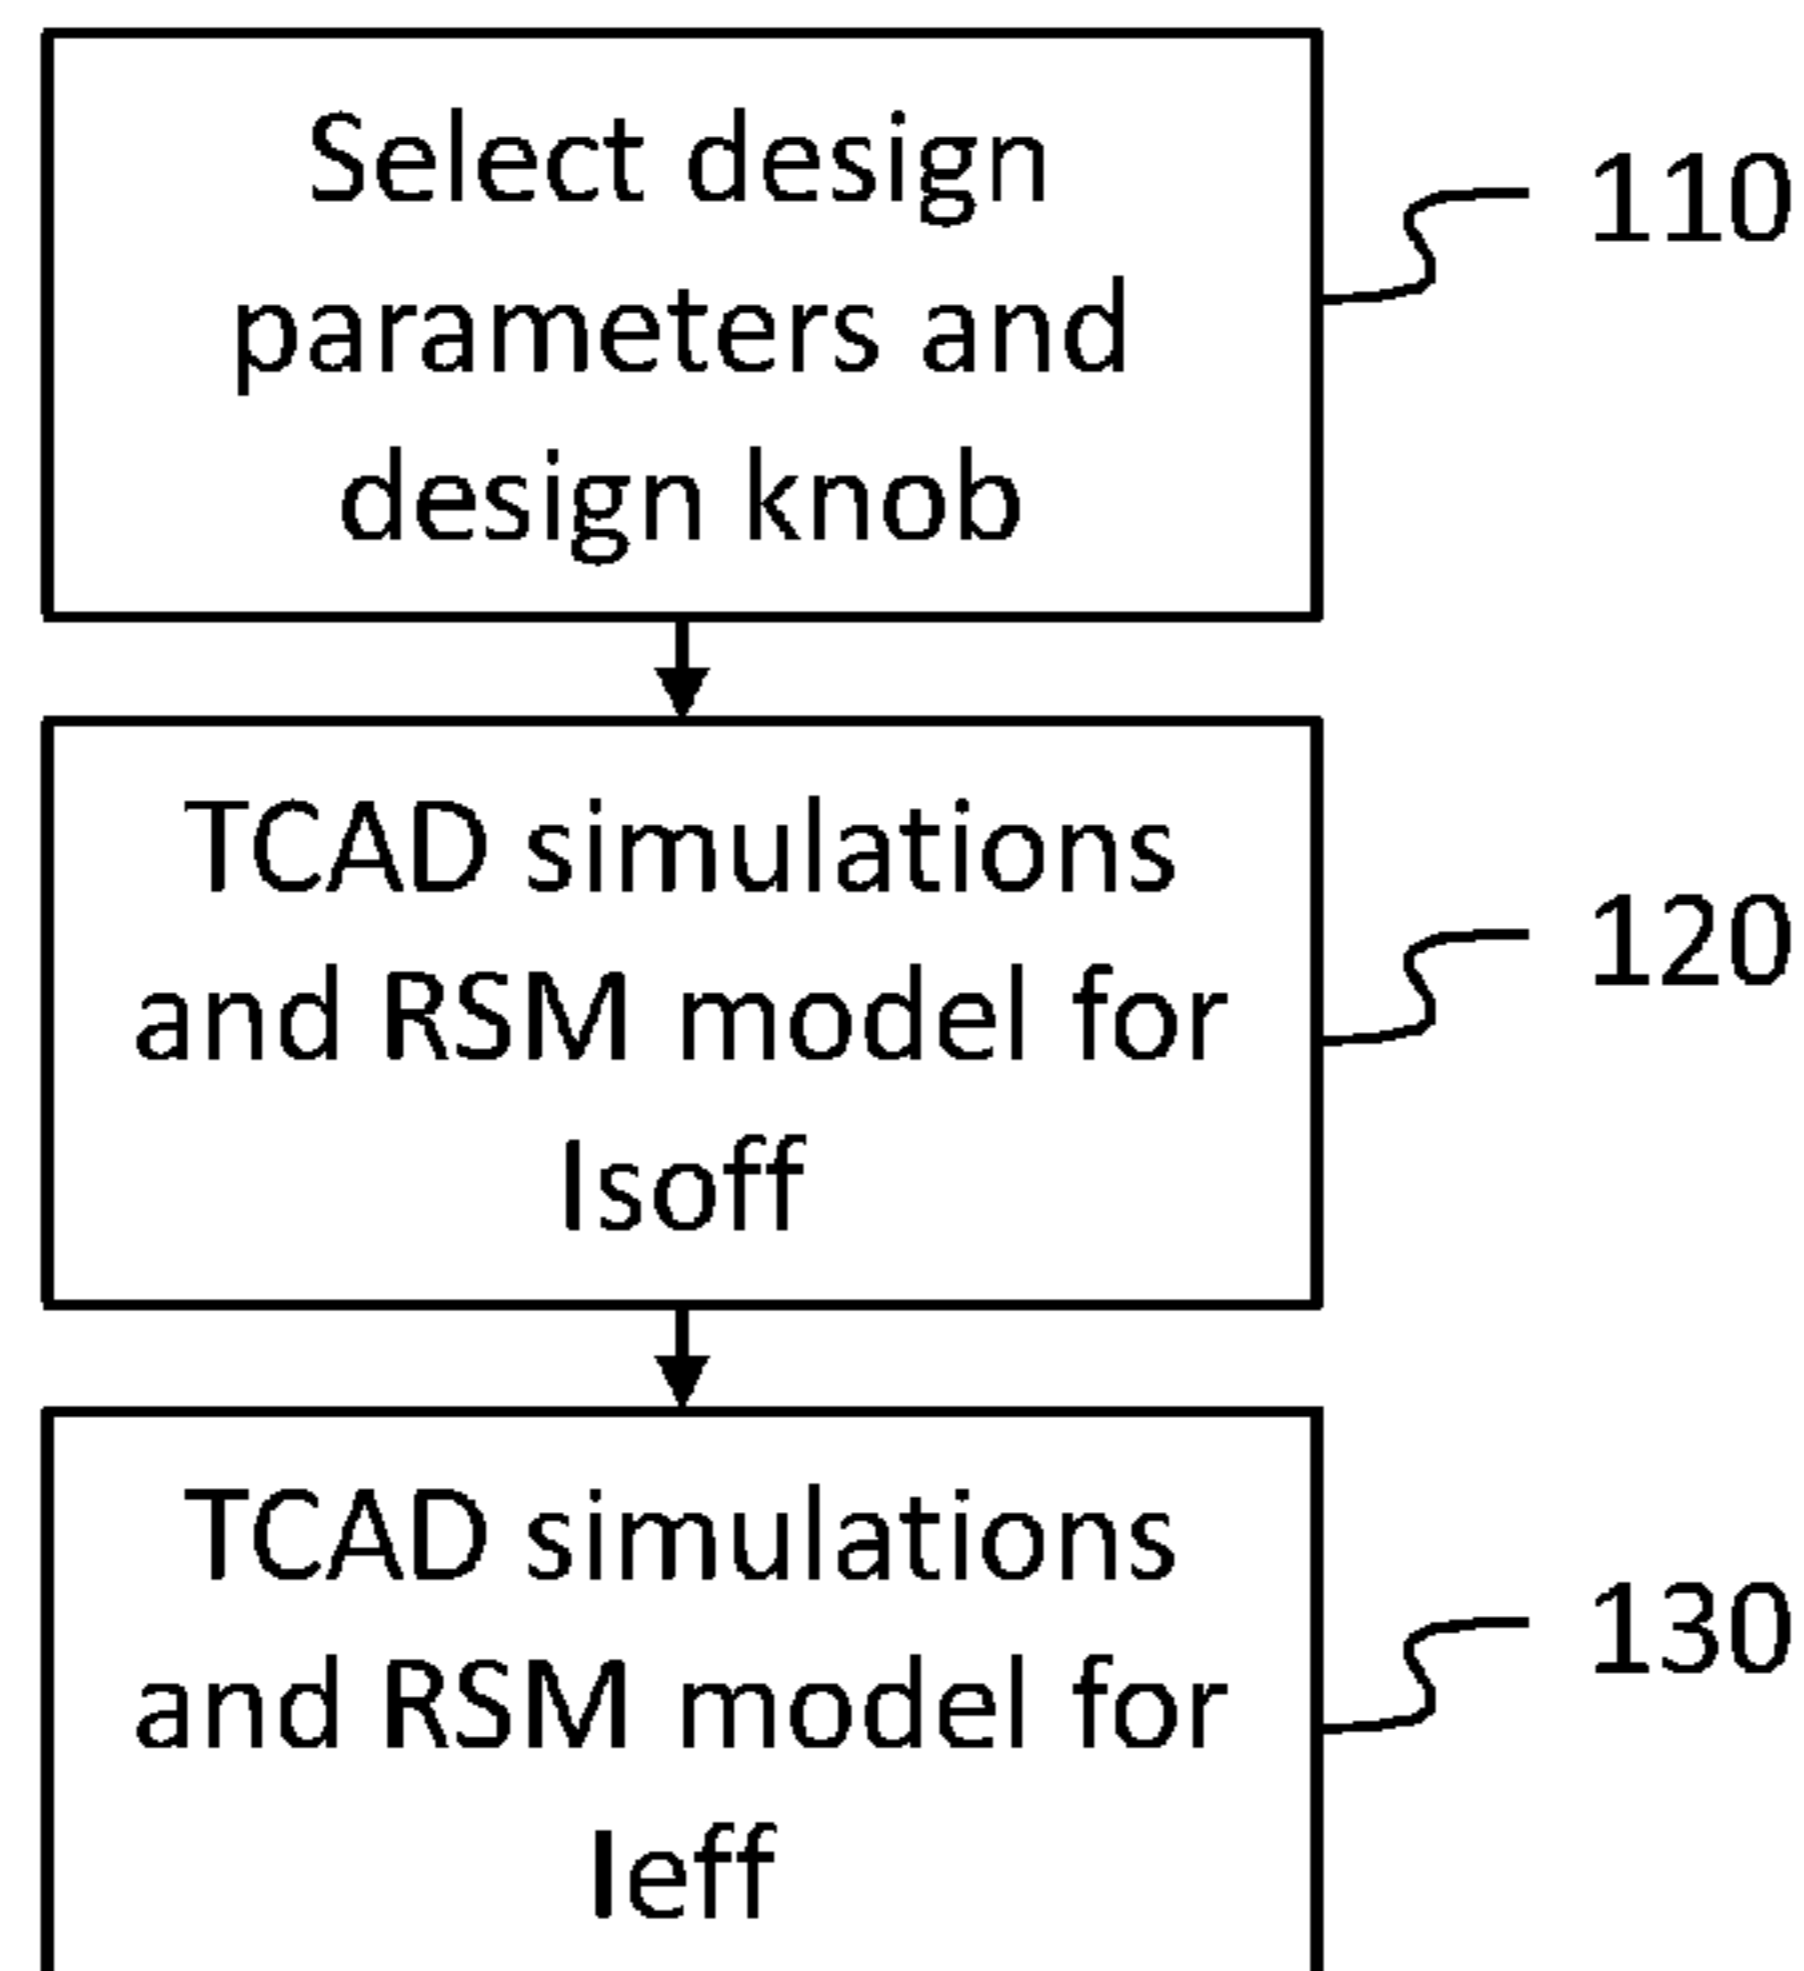 Select design
parameters and
design knob
110
TCAD simulations
and RSM model for
Isoff
120
TCAD simulations
and RSM model for
Ieff
130